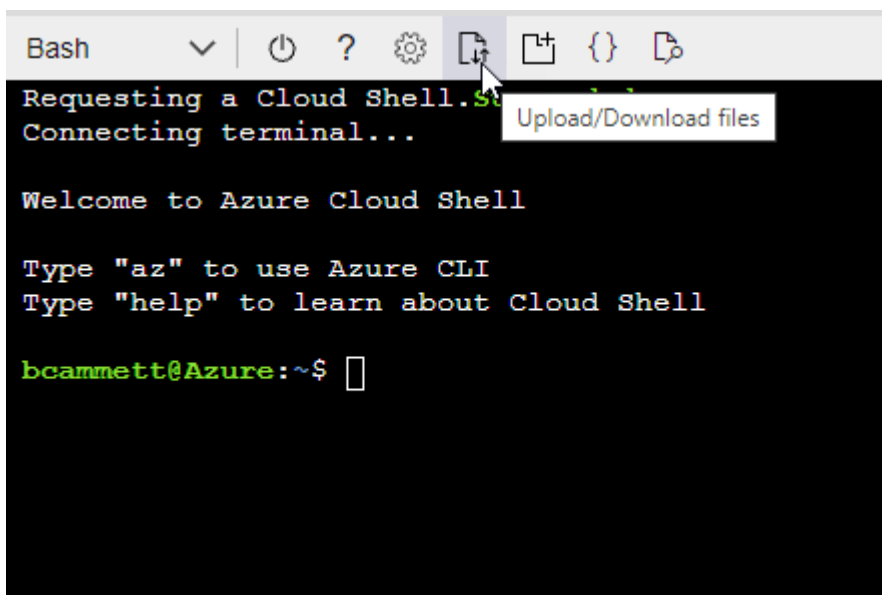 Bash
?
{}
Requesting a Cloud Shell.
Upload/Download files
Connecting terminal...
Welcome to Azure Cloud Shell
Type "az" to use Azure CLI
Type "help" to learn about Cloud Shell
bcammett@Azure:~$